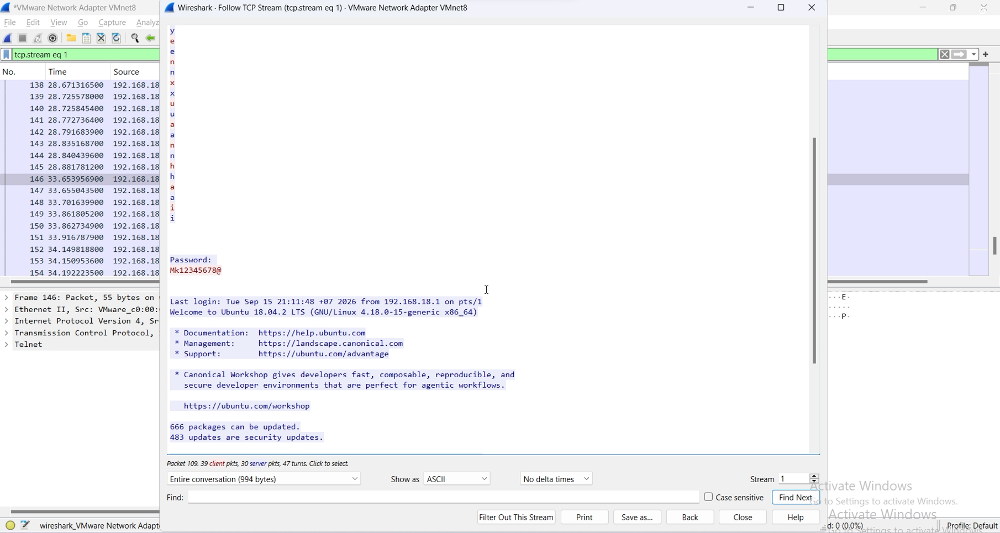 *VMware Network Adapter VMnet8
Wireshark · Follow TCP Stream (tcp.stream eq 1) · VMware Network Adapter VMnet8
File Edit View Go Capture Analyz
tcp.stream eq 1
No. Time Source
138 28.671316500 192.168.18
139 28.725578000 192.168.18
140 28.725845400 192.168.18
141 28.772736400 192.168.18
142 28.791683900 192.168.18
143 28.835168700 192.168.18
144 28.840439600 192.168.18
145 28.881781200 192.168.18
146 33.653956900 192.168.18
147 33.655043500 192.168.18
148 33.701639900 192.168.18
149 33.861805200 192.168.18
150 33.862734900 192.168.18
151 33.916787900 192.168.18
152 34.149818800 192.168.18
153 34.150953600 192.168.18
154 34.192223500 192.168.18
Frame 146: Packet, 55 bytes on
Ethernet II, Src: VMware_c0:00:
Internet Protocol Version 4, Sr
Transmission Control Protocol,
Telnet
y
e
e
n
n
x
x
u
u
a
a
n
n
h
h
a
a
i
i
Password:
Mk12345678@
Last login: Tue Sep 15 21:11:48 +07 2026 from 192.168.18.1 on pts/1
Welcome to Ubuntu 18.04.2 LTS (GNU/Linux 4.18.0-15-generic x86_64)
* Documentation: https://help.ubuntu.com
* Management: https://landscape.canonical.com
* Support: https://ubuntu.com/advantage
* Canonical Workshop gives developers fast, composable, reproducible, and
secure developer environments that are perfect for agentic workflows.
https://ubuntu.com/workshop
666 packages can be updated.
483 updates are security updates.
Packet 109. 39 client pkts, 30 server pkts, 47 turns. Click to select.
Entire conversation (994 bytes) Show as ASCII No delta times Stream 1
Find: Case sensitive Find Next
Filter Out This Stream Print Save as... Back Close Help
···E·
·····
···P·
Activate Windows
Go to Settings to activate Windows.
Activate Windows
Go to Settings to activate Windows.
wireshark_VMware Network Adapt
d: 0 (0.0%) Profile: Default